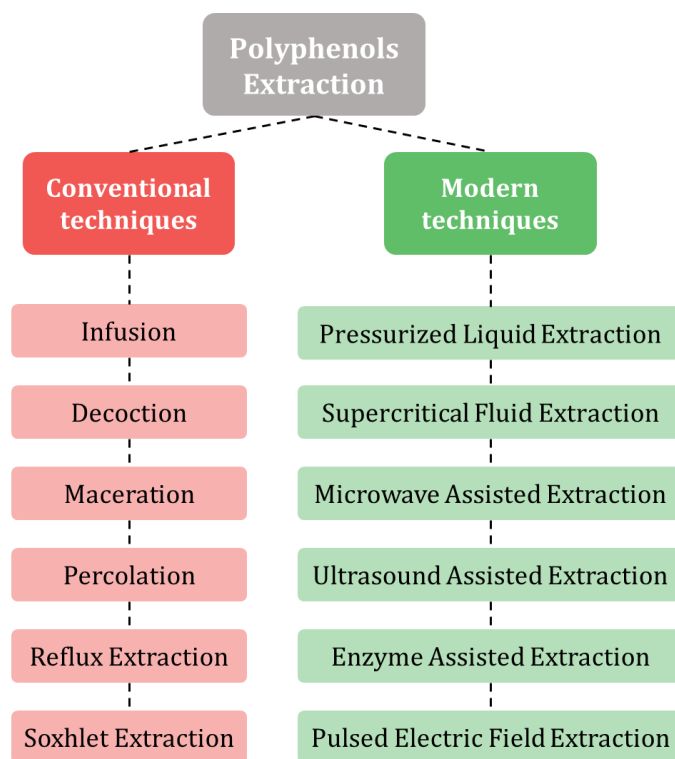 Polyphenols
Extraction
Conventional
techniques
Infusion
Decoction
Maceration
Percolation
Reflux Extraction
Soxhlet Extraction
Modern
techniques
Pressurized Liquid Extraction
Supercritical Fluid Extraction
Microwave Assisted Extraction
Ultrasound Assisted Extraction
Enzyme Assisted Extraction
Pulsed Electric Field Extraction